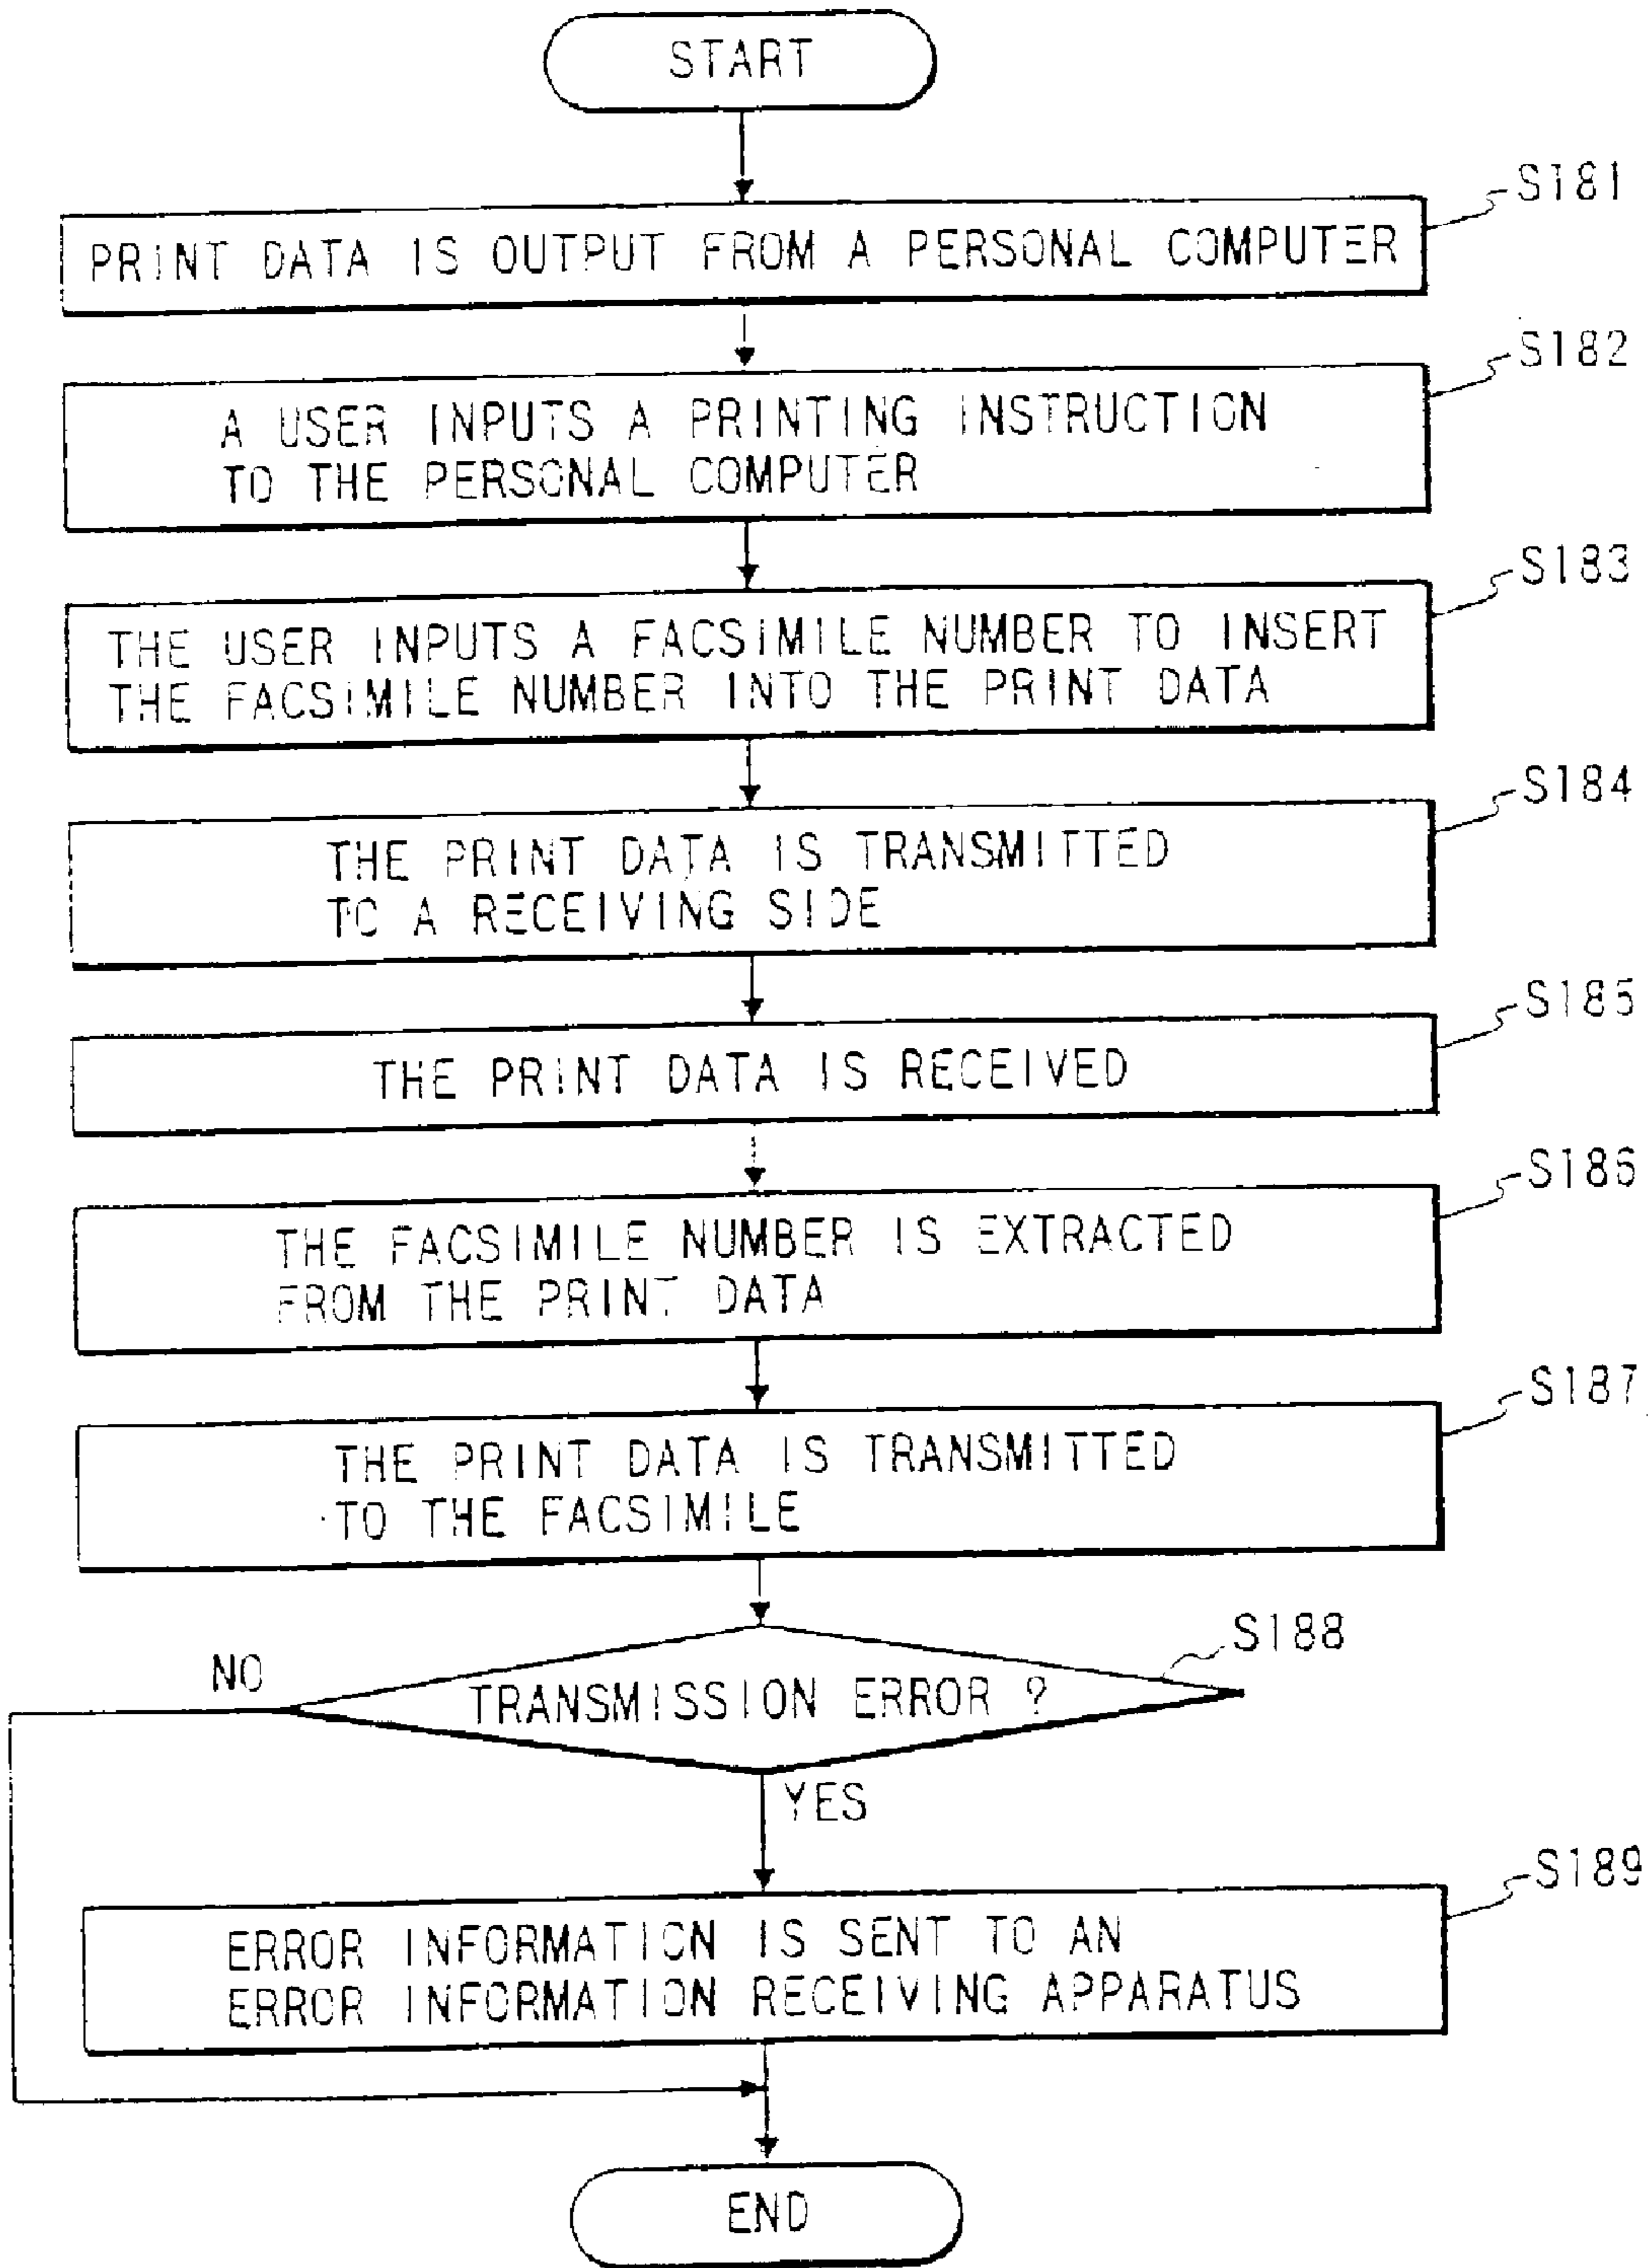 START
S181
PRINT DATA IS OUTPUT FROM A PERSONAL COMPUTER
S182
A USER INPUTS A PRINTING INSTRUCTION
TO THE PERSONAL COMPUTER
S183
THE USER INPUTS A FACSIMILE NUMBER TO INSERT
THE FACSIMILE NUMBER INTO THE PRINT DATA
S184
THE PRINT DATA IS TRANSMITTED
TO A RECEIVING SIDE
S185
THE PRINT DATA IS RECEIVED
S186
THE FACSIMILE NUMBER IS EXTRACTED
FROM THE PRINT DATA
S187
THE PRINT DATA IS TRANSMITTED
TO THE FACSIMILE
S188
NO
TRANSMISSION ERROR ?
YES
S189
ERROR INFORMATION IS SENT TO AN
ERROR INFORMATION RECEIVING APPARATUS
END